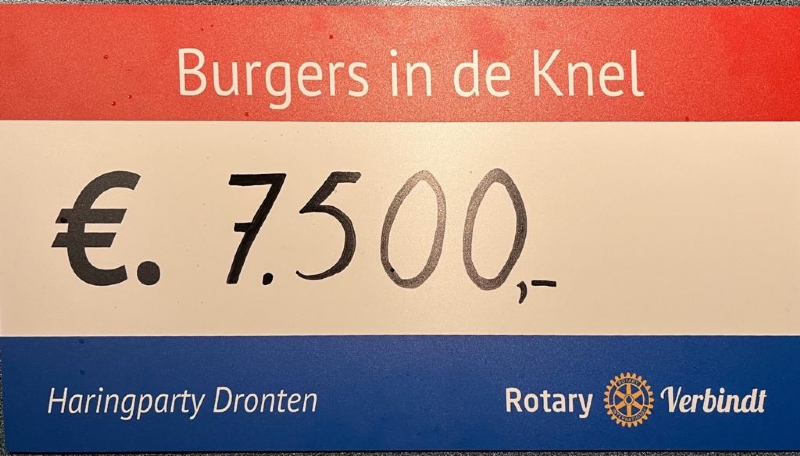 Burgers in de Knel
€. 7.500,-
Haringparty Dronten
Rotary Verbindt